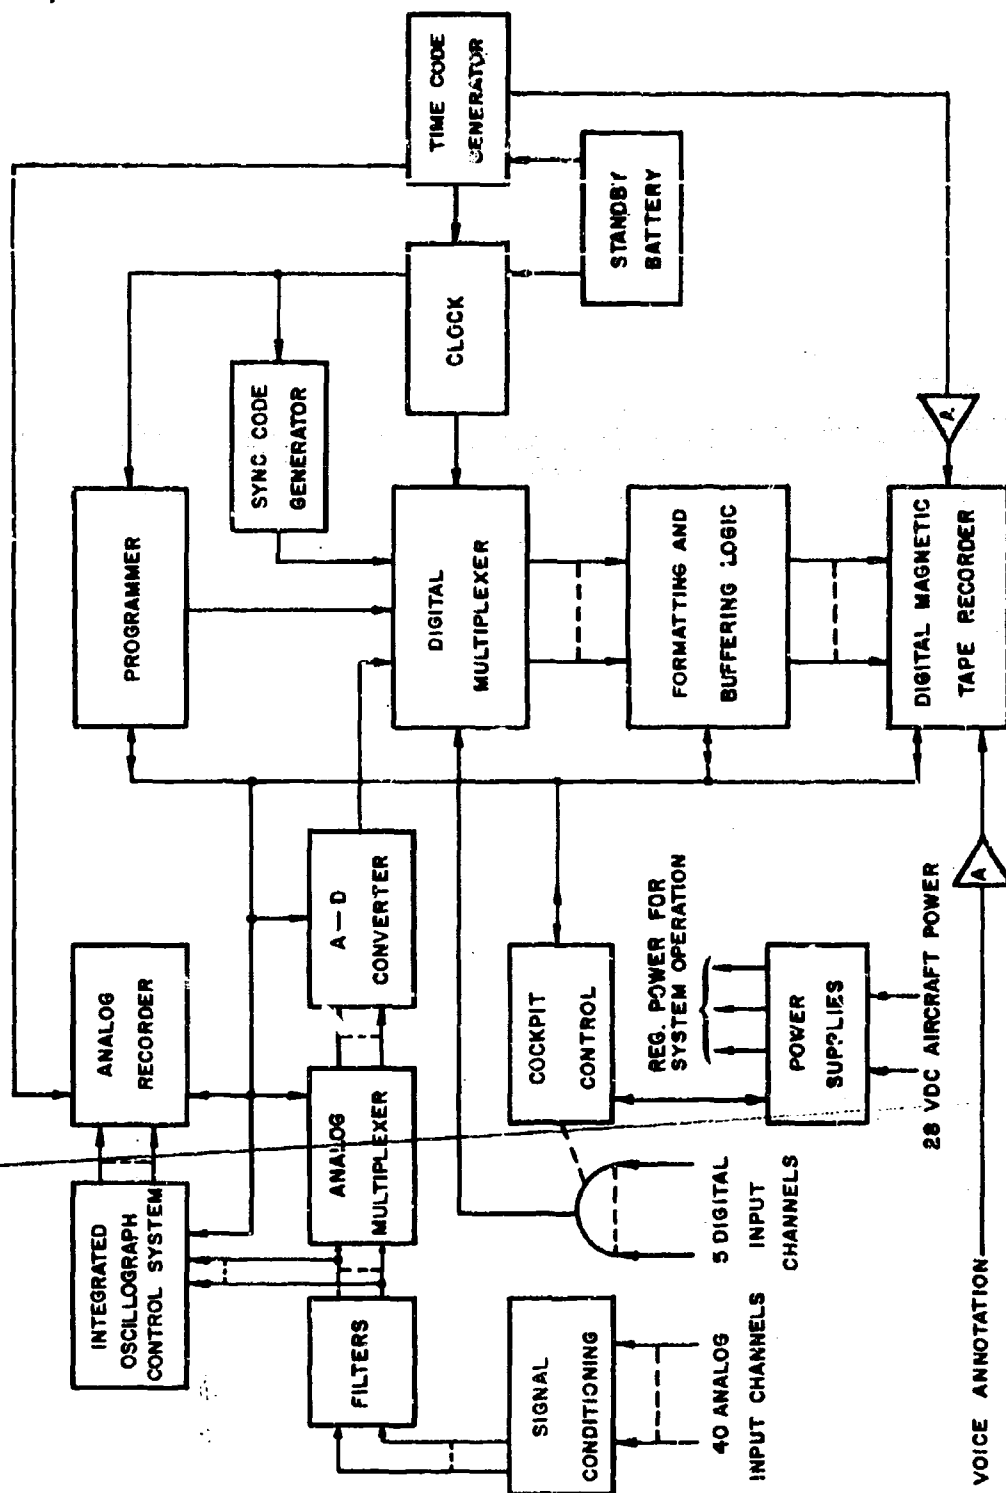 INTEGRATED
OSCILLOGRAPH
CONTROL SYSTEM
ANALOG
RECORDER
PROGRAMMER
SYNC CODE
GENERATOR
TIME CODE
GENERATOR
FILTERS
ANALOG
MULTIPLEXER
A-D
CONVERTER
DIGITAL
MULTIPLEXER
CLOCK
STANDBY
BATTERY
SIGNAL
CONDITIONING
COCKPIT
CONTROL
FORMATTING AND
BUFFERING LOGIC
REG. POWER FOR
SYSTEM OPERATION
40 ANALOG
INPUT CHANNELS
5 DIGITAL
INPUT
CHANNELS
POWER
SUPPLIES
28 VDC AIRCRAFT POWER
DIGITAL MAGNETIC
TAPE RECORDER
A
A
VOICE ANNOTATION